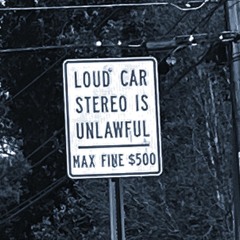 LOUD CAR
STEREO IS
UNLAWFUL
MAX FINE $500